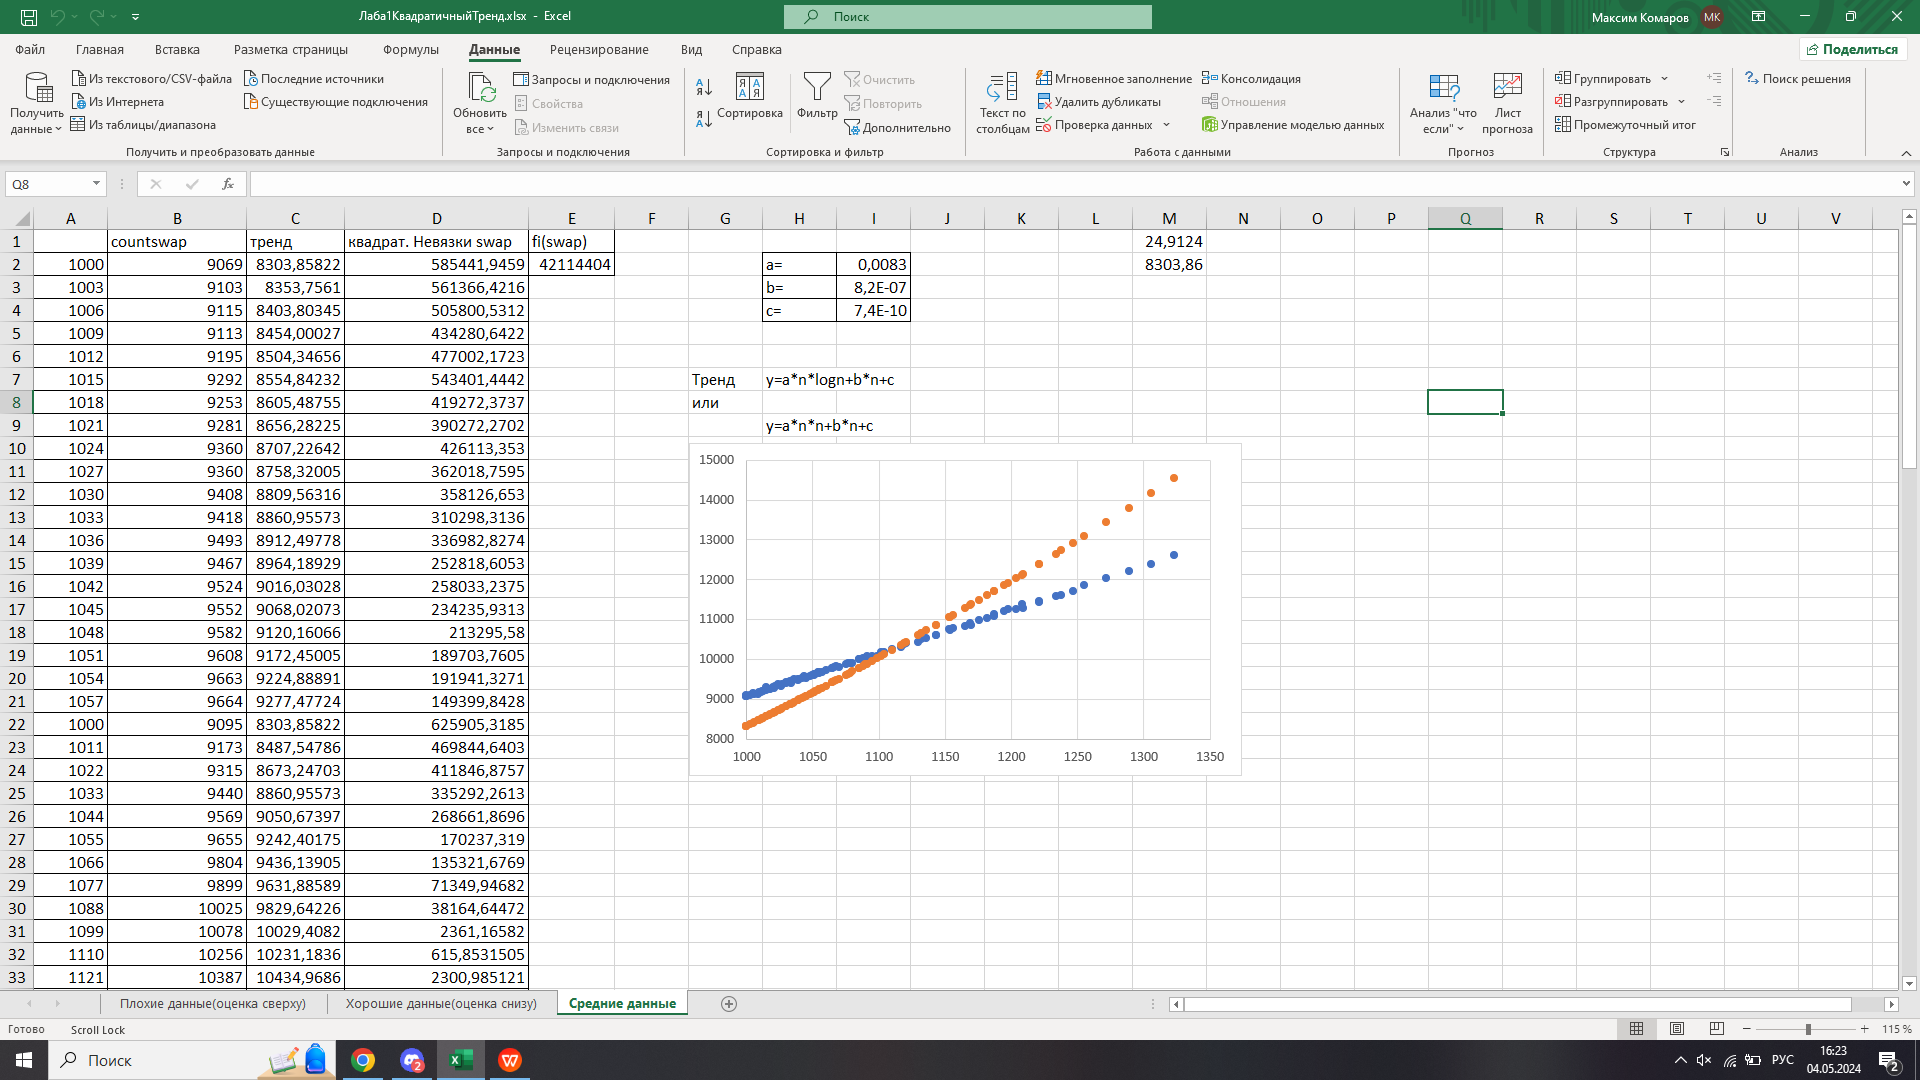 Лаба1КвадратичныйТренд.xlsx - Excel
Поиск
Максим Комаров
МК
Файл Главная Вставка Разметка страницы Формулы Данные Рецензирование Вид Справка
Поделиться
Получить данные
Из текстового/CSV-файла
Из Интернета
Из таблицы/диапазона
Последние источники
Существующие подключения
Получить и преобразовать данные
Обновить все
Запросы и подключения
Свойства
Изменить связи
Запросы и подключения
Сортировка
Фильтр
Очистить
Повторить
Дополнительно
Сортировка и фильтр
Текст по столбцам
Мгновенное заполнение
Удалить дубликаты
Проверка данных
Консолидация
Отношения
Управление моделью данных
Работа с данными
Анализ "что если"
Лист прогноза
Прогноз
Группировать
Разгруппировать
Промежуточный итог
Структура
Поиск решения
Анализ
Q8
fx
A B C D E F G H I J K L M N O P Q R S T U V
1 countswap тренд квадрат. Невязки swap fi(swap) 24,9124
2 1000 9069 8303,85822 585441,9459 42114404 a= 0,0083 8303,86
3 1003 9103 8353,7561 561366,4216 b= 8,2E-07
4 1006 9115 8403,80345 505800,5312 c= 7,4E-10
5 1009 9113 8454,00027 434280,6422
6 1012 9195 8504,34656 477002,1723
7 1015 9292 8554,84232 543401,4442 Тренд y=a*n*logn+b*n+c
8 1018 9253 8605,48755 419272,3737 или
9 1021 9281 8656,28225 390272,2702 y=a*n*n+b*n+c
10 1024 9360 8707,22642 426113,353
11 1027 9360 8758,32005 362018,7595
12 1030 9408 8809,56316 358126,653
13 1033 9418 8860,95573 310298,3136
14 1036 9493 8912,49778 336982,8274
15 1039 9467 8964,18929 252818,6053
16 1042 9524 9016,03028 258033,2375
17 1045 9552 9068,02073 234235,9313
18 1048 9582 9120,16066 213295,58
19 1051 9608 9172,45005 189703,7605
20 1054 9663 9224,88891 191941,3271
21 1057 9664 9277,47724 149399,8428
22 1000 9095 8303,85822 625905,3185
23 1011 9173 8487,54786 469844,6403
24 1022 9315 8673,24703 411846,8757
25 1033 9440 8860,95573 335292,2613
26 1044 9569 9050,67397 268661,8696
27 1055 9655 9242,40175 170237,319
28 1066 9804 9436,13905 135321,6769
29 1077 9899 9631,88589 71349,94682
30 1088 10025 9829,64226 38164,64472
31 1099 10078 10029,4082 2361,16582
32 1110 10256 10231,1836 615,8531505
33 1121 10387 10434,9686 2300,985121
15000
14000
13000
12000
11000
10000
9000
8000
1000 1050 1100 1150 1200 1250 1300 1350
Плохие данные(оценка сверху) Хорошие данные(оценка снизу) Средние данные
Готово Scroll Lock
115 %
Поиск
2
РУС
16:23
04.05.2024
2